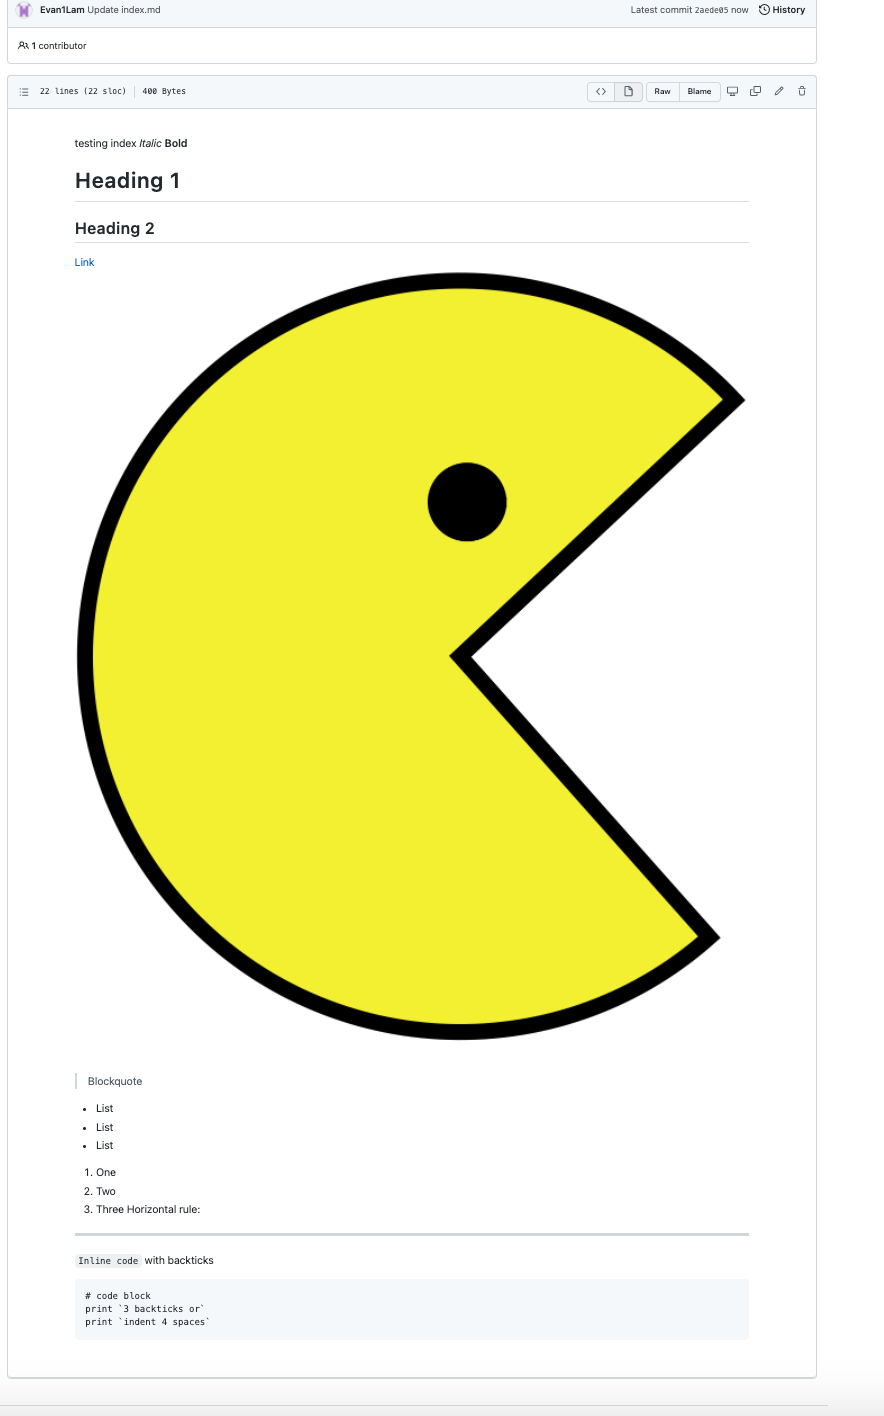 Evan1Lam Update index.md Latest commit 2aede05 now History
1 contributor
22 lines (22 sloc) 400 Bytes Raw Blame
testing index Italic Bold
Heading 1
Heading 2
Link
Blockquote
• List
• List
• List
1. One
2. Two
3. Three Horizontal rule:
Inline code with backticks
# code block
print `3 backticks or`
print `indent 4 spaces`